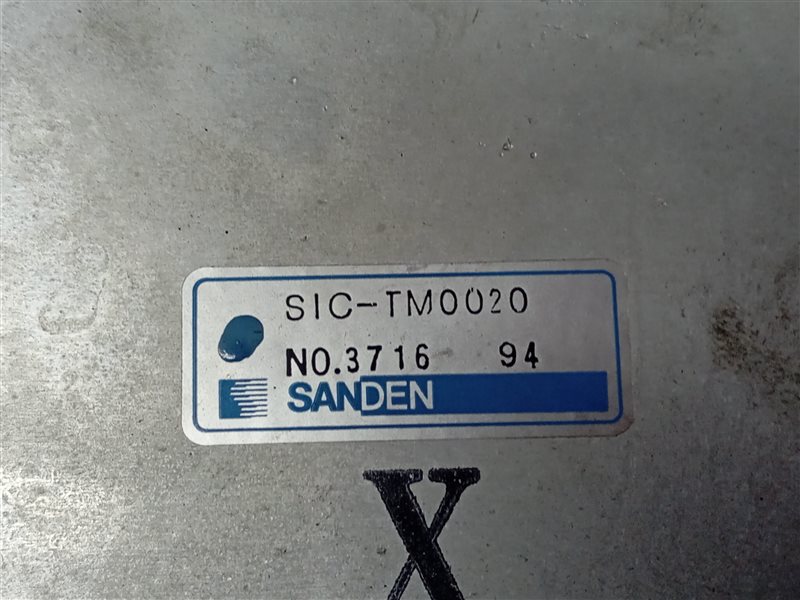 SIC-TM0020
NO.3716 94
SANDEN
X